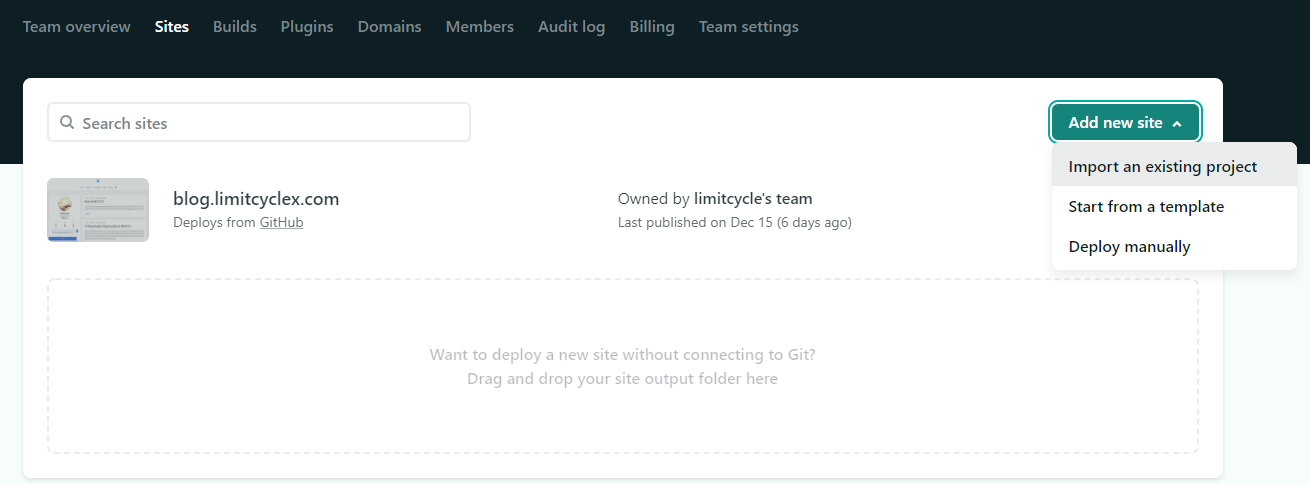 Team overview Sites Builds Plugins Domains Members Audit log Billing Team settings
Search sites
Add new site
Import an existing project
Start from a template
Deploy manually
blog.limitcyclex.com
Deploys from GitHub
Owned by limitcycle's team
Last published on Dec 15 (6 days ago)
Want to deploy a new site without connecting to Git?
Drag and drop your site output folder here